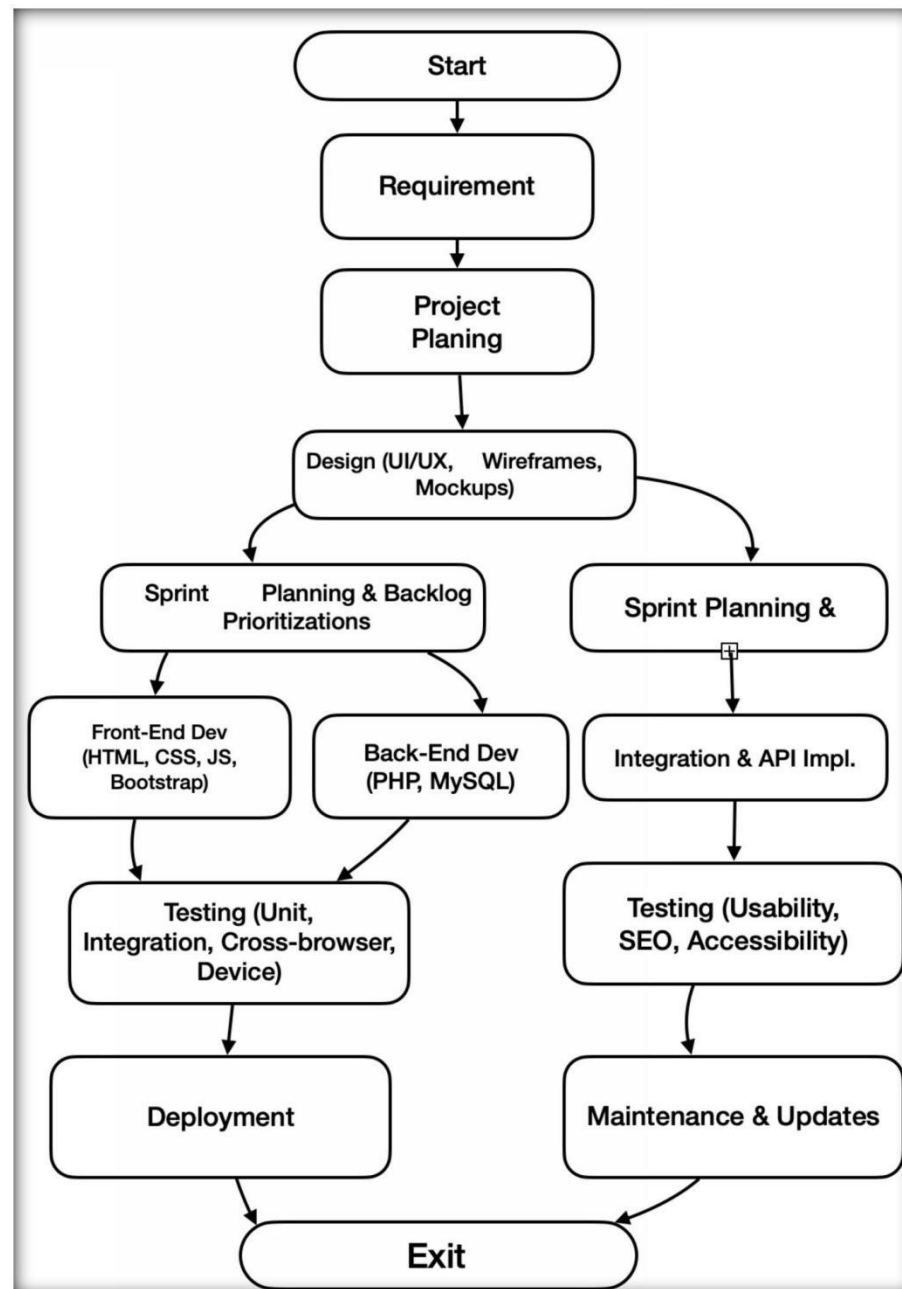 Start
Requirement
Project
Planing
Design (UI/UX, Wireframes,
Mockups)
Sprint Planning & Backlog
Prioritizations
Sprint Planning &
Front-End Dev
(HTML, CSS, JS,
Bootstrap)
Back-End Dev
(PHP, MySQL)
Integration & API Impl.
Testing (Unit,
Integration, Cross-browser,
Device)
Testing (Usability,
SEO, Accessibility)
Deployment
Maintenance & Updates
Exit